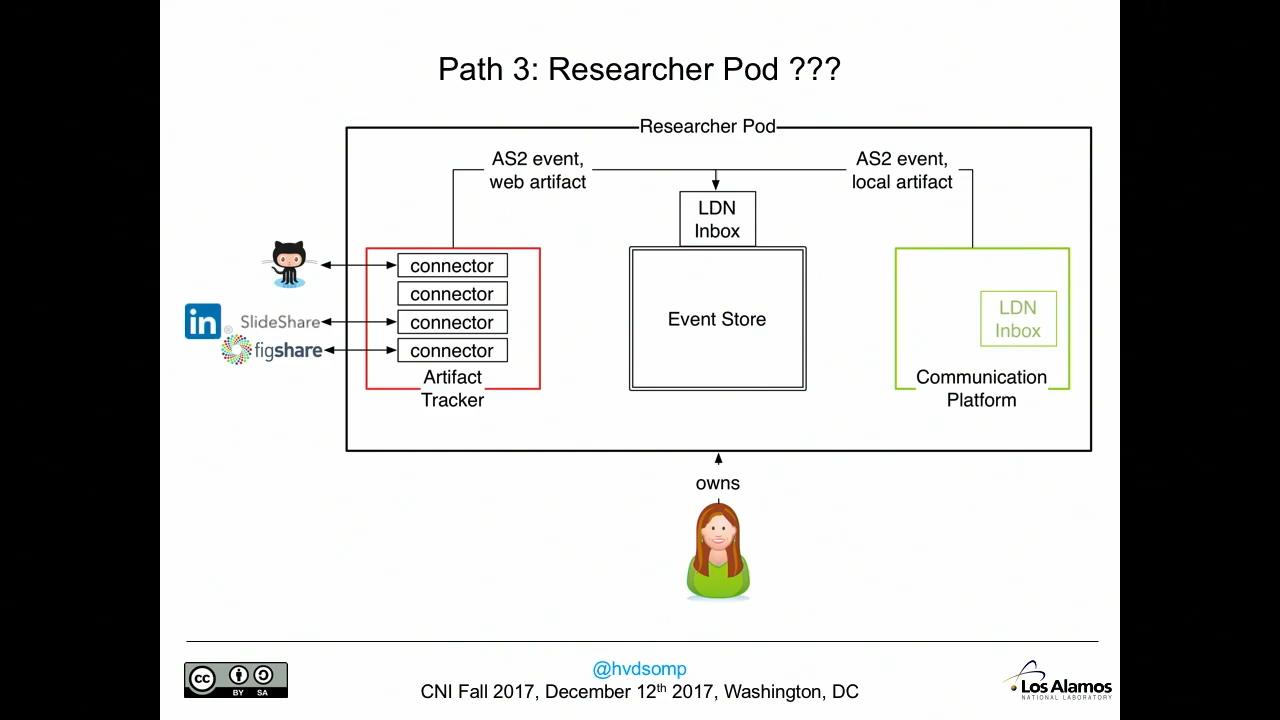 Path 3: Researcher Pod ???
Researcher Pod
AS2 event,
web artifact
AS2 event,
local artifact
LDN
Inbox
connector
connector
connector
connector
Artifact
Tracker
in
®
SlideShare
figshare
Event Store
LDN
Inbox
Communication
Platform
owns
cc
BY SA
@hvdsomp
CNI Fall 2017, December 12th 2017, Washington, DC
Los Alamos
NATIONAL LABORATORY